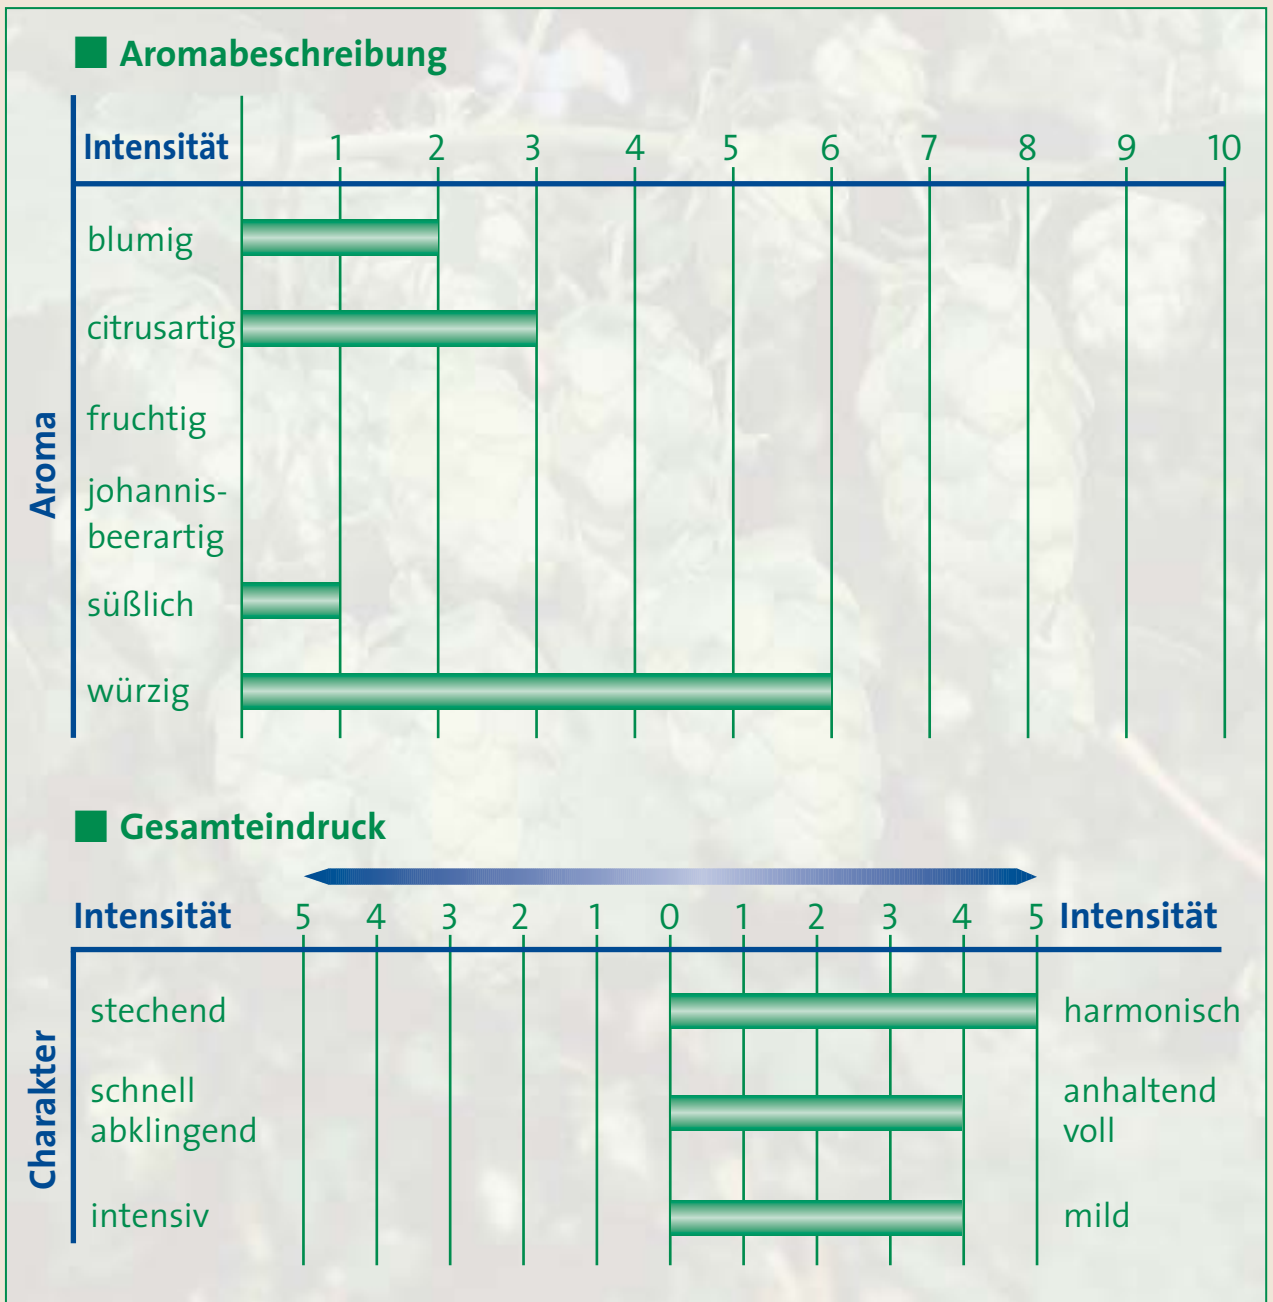 Aromabeschreibung
Intensität 1 2 3 4 5 6 7 8 9 10
Aroma
blumig
citrusartig
fruchtig
johannis-
beerartig
süßlich
würzig
Gesamteindruck
Intensität 5 4 3 2 1 0 1 2 3 4 5 Intensität
Charakter
stechend harmonisch
schnell anhaltend
abklingend voll
intensiv mild